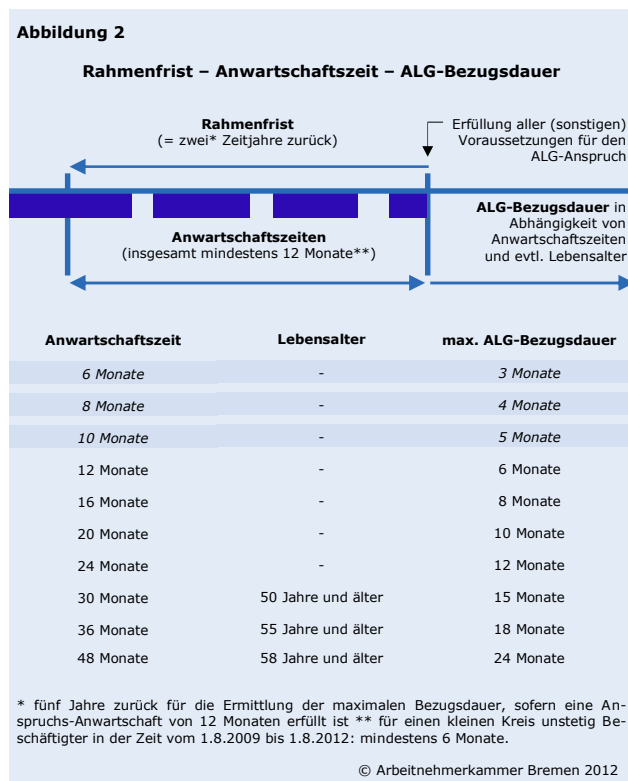 Abbildung 2
Rahmenfrist – Anwartschaftszeit – ALG-Bezugsdauer
Rahmenfrist
(= zwei* Zeitjahre zurück)
Erfüllung aller (sonstigen)
Voraussetzungen für den
ALG-Anspruch
Anwartschaftszeiten
(insgesamt mindestens 12 Monate**)
ALG-Bezugsdauer in
Abhängigkeit von
Anwartschaftszeiten
und evtl. Lebensalter
Anwartschaftszeit Lebensalter max. ALG-Bezugsdauer
6 Monate - 3 Monate
8 Monate - 4 Monate
10 Monate - 5 Monate
12 Monate - 6 Monate
16 Monate - 8 Monate
20 Monate - 10 Monate
24 Monate - 12 Monate
30 Monate 50 Jahre und älter 15 Monate
36 Monate 55 Jahre und älter 18 Monate
48 Monate 58 Jahre und älter 24 Monate
* fünf Jahre zurück für die Ermittlung der maximalen Bezugsdauer, sofern eine An-
spruchs-Anwartschaft von 12 Monaten erfüllt ist ** für einen kleinen Kreis unstetig Be-
schäftigter in der Zeit vom 1.8.2009 bis 1.8.2012: mindestens 6 Monate.
© Arbeitnehmerkammer Bremen 2012